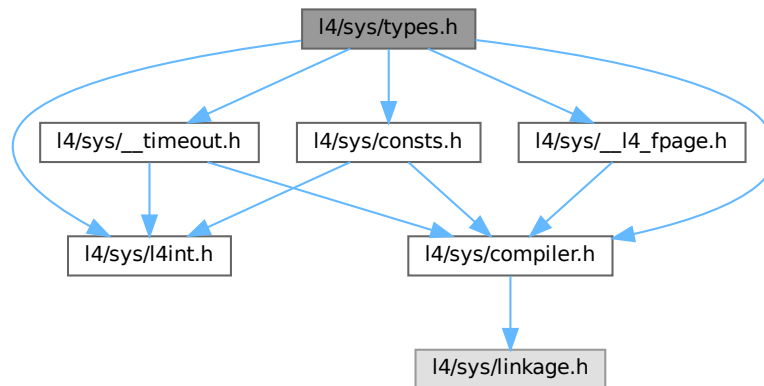 l4/sys/types.h
l4/sys/__timeout.h
l4/sys/consts.h
l4/sys/__l4_fpage.h
l4/sys/l4int.h
l4/sys/compiler.h
l4/sys/linkage.h